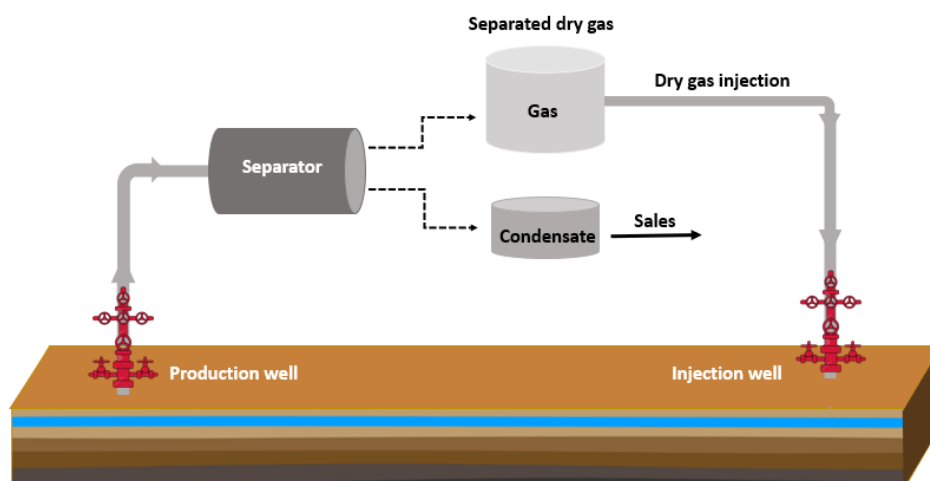 Separated dry gas
Gas
Dry gas injection
Separator
Condensate
Sales
Production well
Injection well